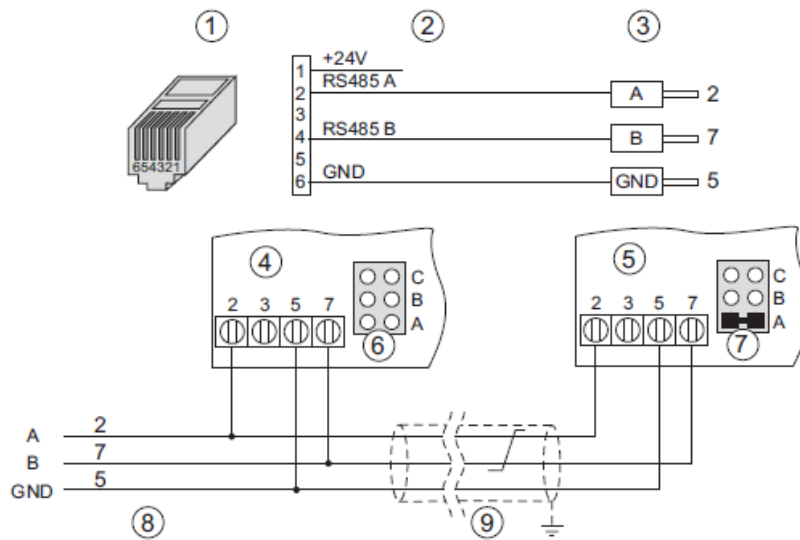 1 2 3
+24V
1
RS485 A
2 A 2
3
RS485 B
4 B 7
5
GND
6 GND 5
654321
4 5
C C
B B
A A
2 3 5 7 2 3 5 7
6 7
A 2
B 7
GND 5
8 9